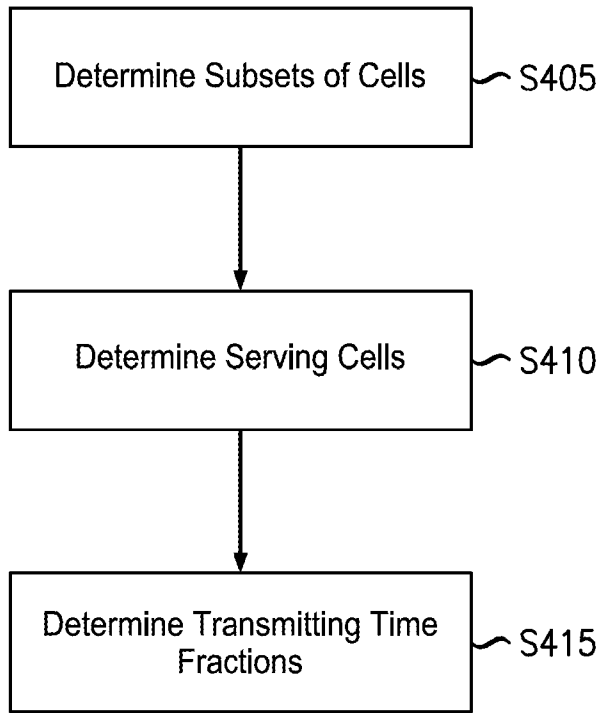 Determine Subsets of Cells
S405
Determine Serving Cells
S410
Determine Transmitting Time
Fractions
S415